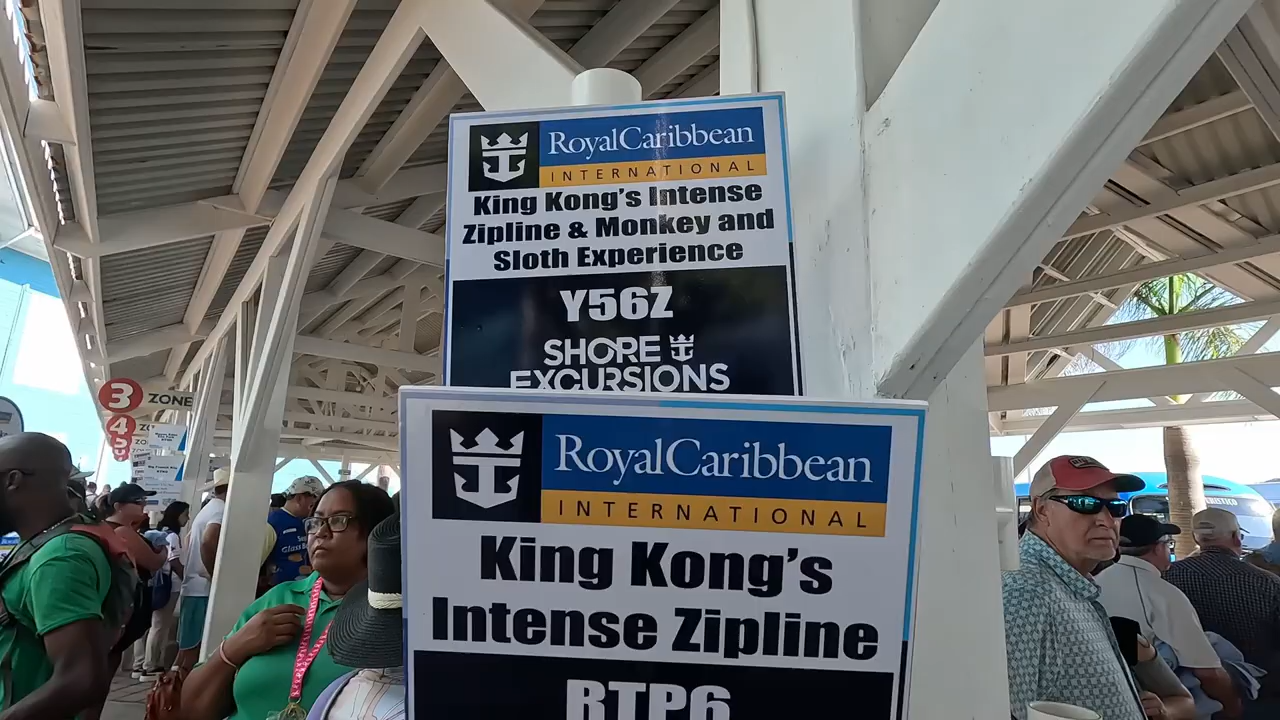 RoyalCaribbean
INTERNATIONAL
King Kong's Intense
Zipline & Monkey and
Sloth Experience
Y56Z
SHORE
EXCURSIONS
RoyalCaribbean
INTERNATIONAL
King Kong's
Intense Zipline
RTP6
3 ZONE
4
5